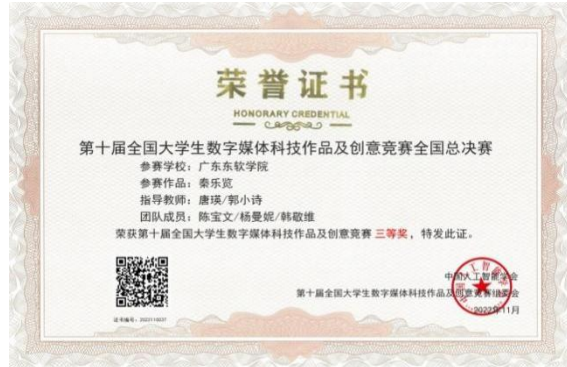 荣誉证书
HONORARY CREDENTIAL
第十届全国大学生数字媒体科技作品及创意竞赛全国总决赛
参赛学校：广东东软学院
参赛作品：秦乐览
指导教师：唐瑛/郭小诗
团队成员：陈宝文/杨曼妮/韩敬维
荣获第十届全国大学生数字媒体科技作品及创意竞赛 三等奖，特发此证。
中国人工智能学会
第十届全国大学生数字媒体科技作品及创意竞赛组委会
2022年11月